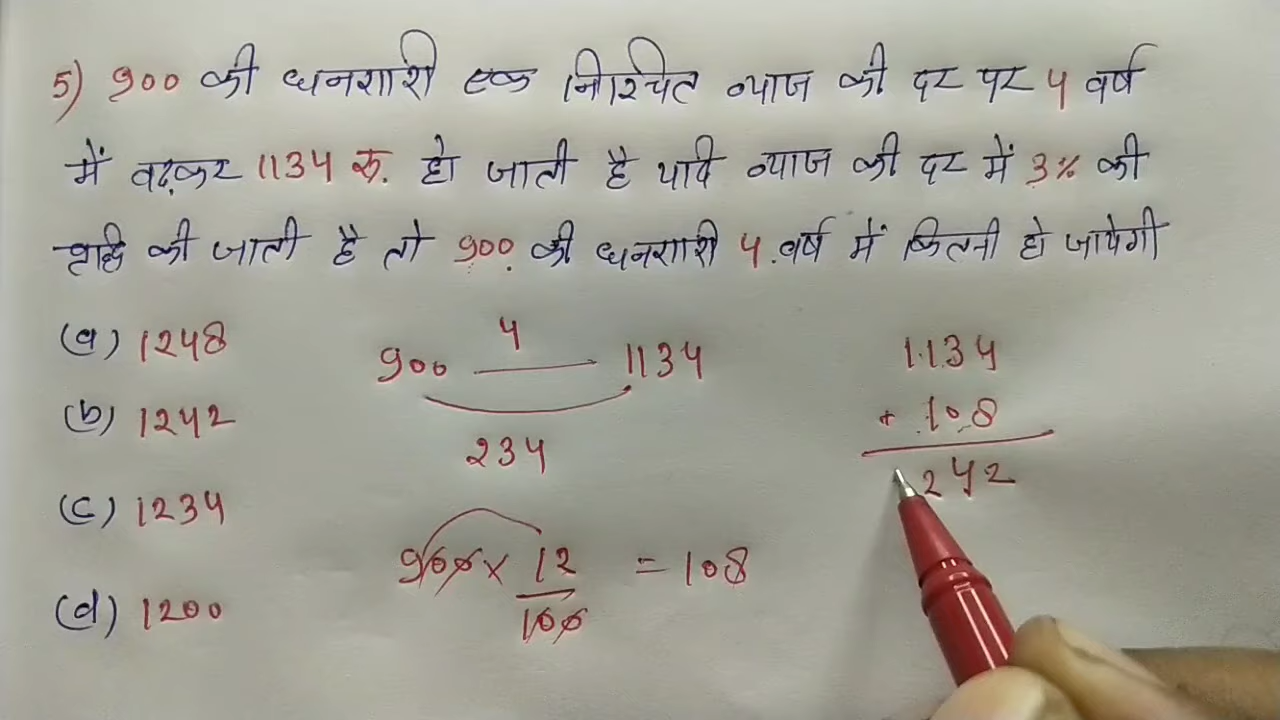 5) 900 की धनराशी एक निश्चित ब्याज की दर पर 4 वर्ष
में बढ़कर 1134 रु. हो जाती है यदि ब्याज की दर में 3% की
वृद्धि की जाती है तो 900 की धनराशी 4 वर्ष में कितनी हो जायेगी
(a) 1248
(b) 1242
(c) 1234
(d) 1200
4
900 —— 1134
234
900 × 12 = 108
100
1134
+ 108
242